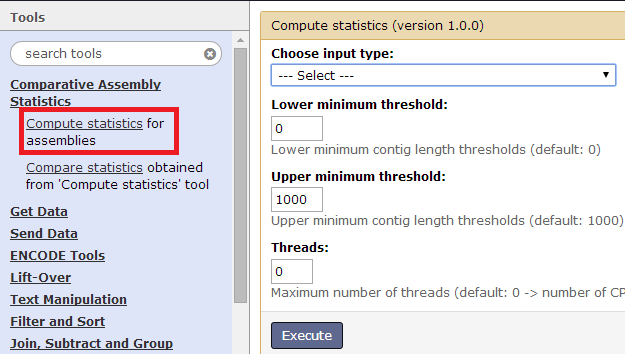 Tools
search tools
Comparative Assembly
Statistics
Compute statistics for
assemblies
Compare statistics obtained
from 'Compute statistics' tool
Get Data
Send Data
ENCODE Tools
Lift-Over
Text Manipulation
Filter and Sort
Join, Subtract and Group
Compute statistics (version 1.0.0)
Choose input type:
--- Select ---
Lower minimum threshold:
0
Lower minimum contig length thresholds (default: 0)
Upper minimum threshold:
1000
Upper minimum contig length thresholds (default: 1000)
Threads:
0
Maximum number of threads (default: 0 -> number of CP
Execute